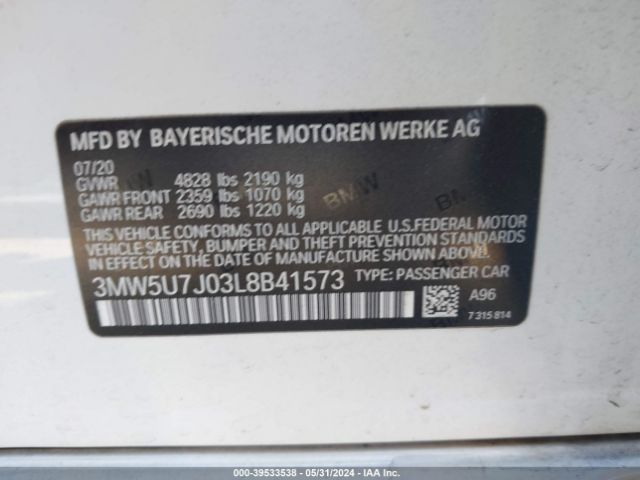 MFD BY BAYERISCHE MOTOREN WERKE AG
07/20
GVWR 4828 lbs 2190 kg
GAWR FRONT 2359 lbs 1070 kg
GAWR REAR 2690 lbs 1220 kg
THIS VEHICLE CONFORMS TO ALL APPLICABLE U.S.FEDERAL MOTOR
VEHICLE SAFETY, BUMPER AND THEFT PREVENTION STANDARDS
IN EFFECT ON THE DATE OF MANUFACTURE SHOWN ABOVE.
3MW5U7J03L8B41573 TYPE: PASSENGER CAR
A96
7 315 814
BMW
000-39533538 - 05/31/2024 - IAA Inc.